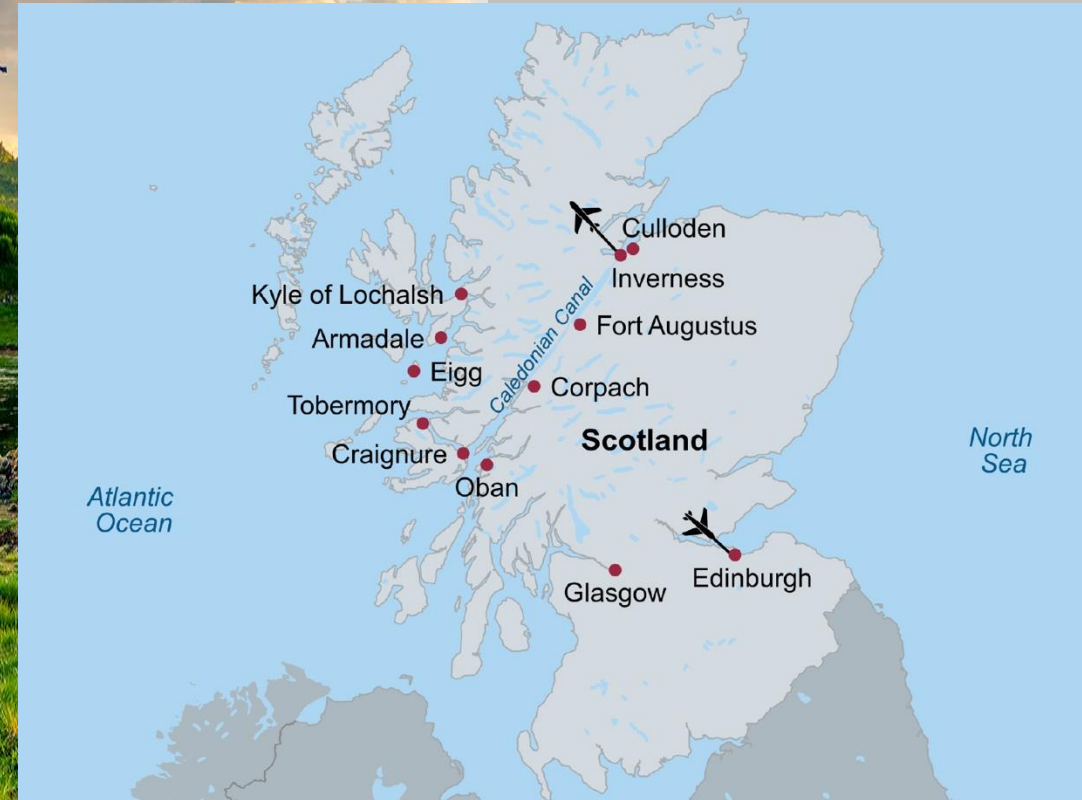 Culloden
Inverness
Kyle of Lochalsh
Caledonian Canal
Fort Augustus
Armadale
Eigg
Corpach
Tobermory
Scotland
North
Sea
Craignure
Oban
Atlantic
Ocean
Edinburgh
Glasgow